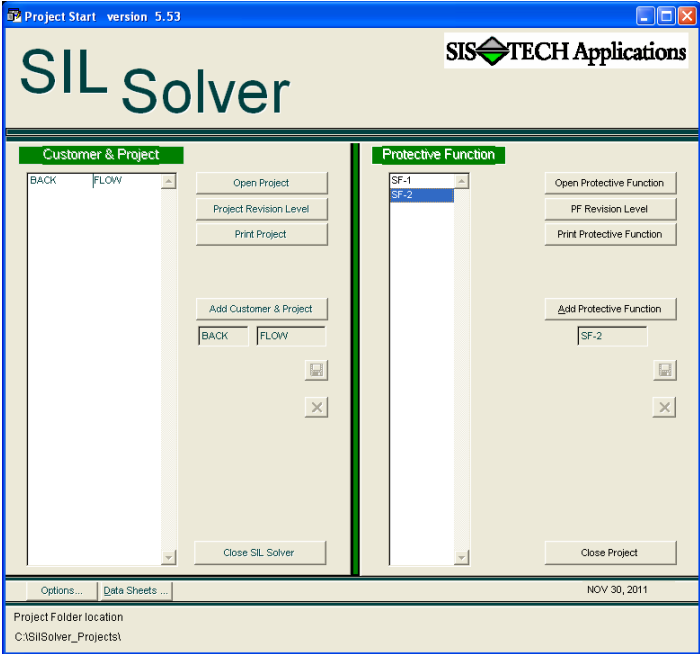 Project Start version 5.53
SIL Solver
SIS TECH Applications
Customer & Project
BACK FLOW
Open Project
Project Revision Level
Print Project
Add Customer & Project
BACK FLOW
Close SIL Solver
Protective Function
SF-1
SF-2
Open Protective Function
PF Revision Level
Print Protective Function
Add Protective Function
SF-2
Close Project
Options... Data Sheets ...
NOV 30, 2011
Project Folder location
C:\SilSolver_Projects\